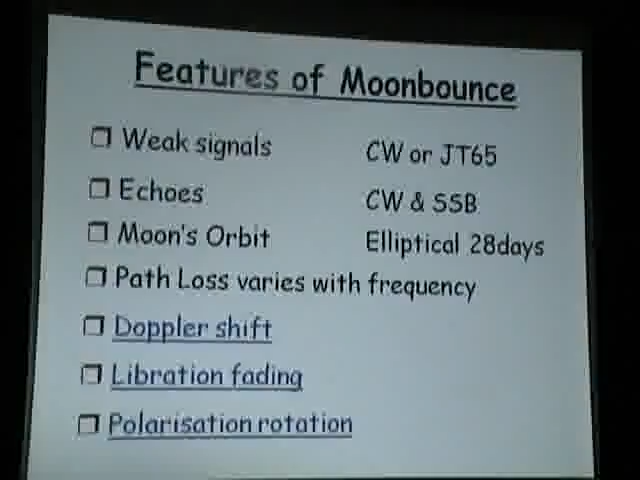 Features of Moonbounce
Weak signals CW or JT65
Echoes CW & SSB
Moon's Orbit Elliptical 28days
Path Loss varies with frequency
Doppler shift
Libration fading
Polarisation rotation